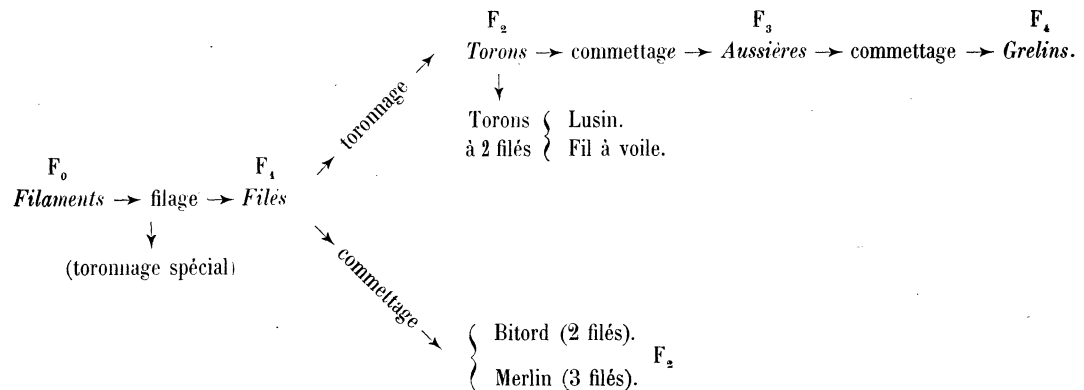 F₂ F₃ F₄
Torons → commettage → Aussières → commettage → Grelins.
toronnage
Torons { Lusin.
à 2 filés { Fil à voile.
F₀ F₁
Filaments → filage → Filés
(toronnage spécial)
commettage
Bitord (2 filés).
F₂
Merlin (3 filés).